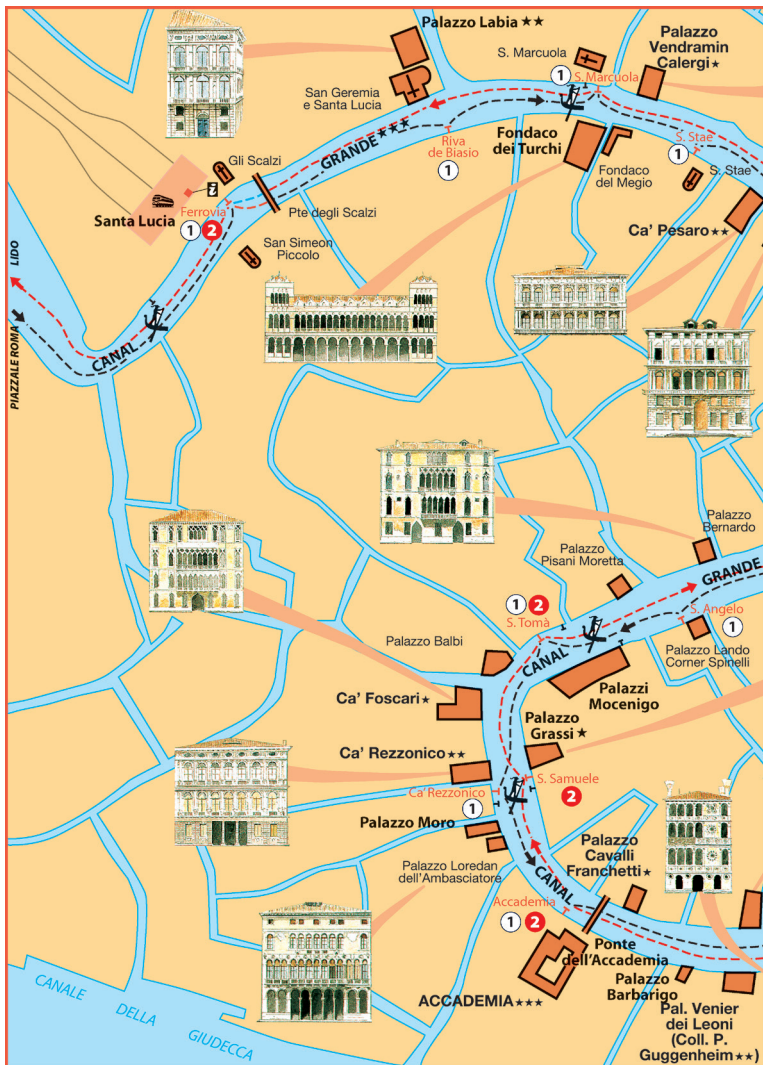 Palazzo Labia ★★
Palazzo
Vendramin
Calergi ★
S. Marcuola
1
S. Marcuola
San Geremia
e Santa Lucia
GRANDE ★★★
Riva
de Biasio
1
Fondaco
dei Turchi
Fondaco
del Megio
S. Stae
1
S. Stae
Ca' Pesaro ★★
Gli Scalzi
i
Santa Lucia
Ferrovia
1 2
Pte degli Scalzi
San Simeon
Piccolo
LIDO
PIAZZALE ROMA
CANAL
Palazzo
Bernardo
Palazzo
Pisani Moretta
GRANDE
1 2
S. Tomà
S. Angelo
1
Palazzo Balbi
CANAL
Palazzo Lando
Corner Spinelli
Palazzi
Mocenigo
Ca' Foscari ★
Palazzo
Grassi ★
Ca' Rezzonico ★★
S. Samuele
2
Ca' Rezzonico
1
Palazzo Moro
Palazzo Loredan
dell'Ambasciatore
Palazzo
Cavalli
Franchetti ★
CANAL
Accademia
1 2
Ponte
dell'Accademia
Palazzo
Barbarigo
ACCADEMIA ★★★
Pal. Venier
dei Leoni
(Coll. P.
Guggenheim ★★)
CANALE DELLA GIUDECCA